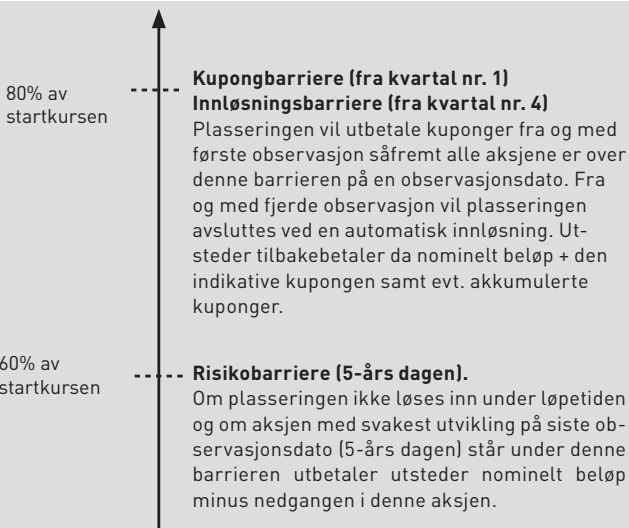 80% av
startkursen
Kupongbarriere (fra kvartal nr. 1)
Innløsningsbarriere (fra kvartal nr. 4)
Plasseringen vil utbetale kuponger fra og med
første observasjon såfremt alle aksjene er over
denne barrieren på en observasjonsdato. Fra
og med fjerde observasjon vil plasseringen
avsluttes ved en automatisk innløsning. Ut-
steder tilbakebetaler da nominelt beløp + den
indikative kupongen samt evt. akkumulerte
kuponger.
60% av
startkursen
Risikobarriere (5-års dagen).
Om plasseringen ikke løses inn under løpetiden
og om aksjen med svakest utvikling på siste ob-
servasjonsdato (5-års dagen) står under denne
barrieren utbetaler utsteder nominelt beløp
minus nedgangen i denne aksjen.